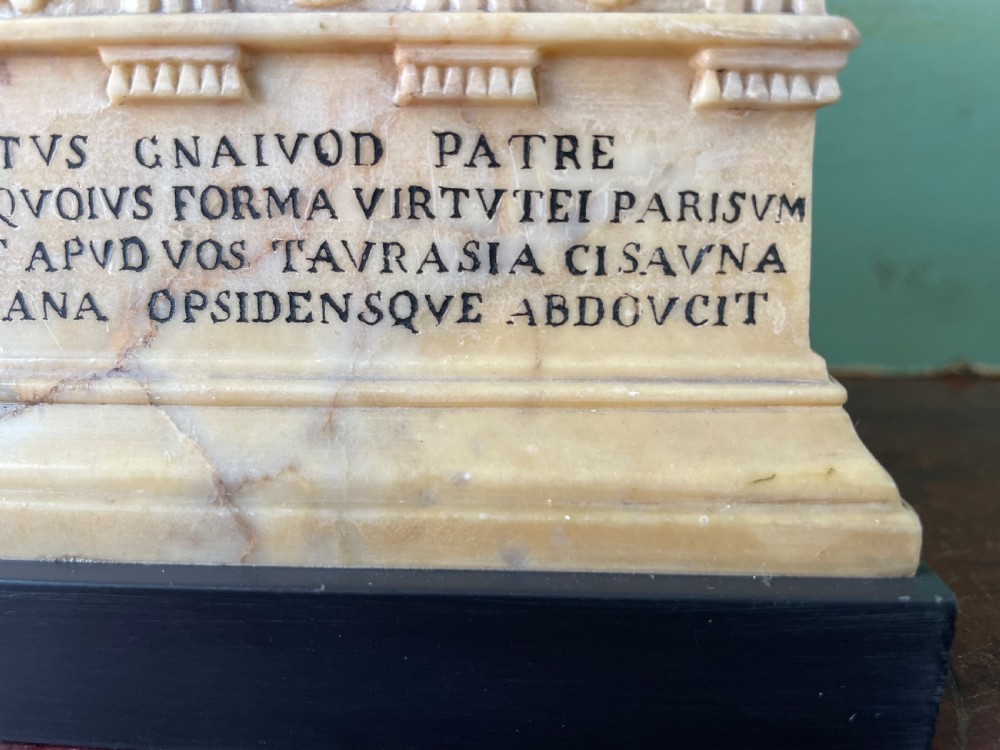 TVS GNAIVOD PATRE
QVOIVS FORMA VIRTVTEI PARISVM
APVD VOS TAVRASIA CISAVNA
ANA OPSIDENSQVE ABDOVCIT